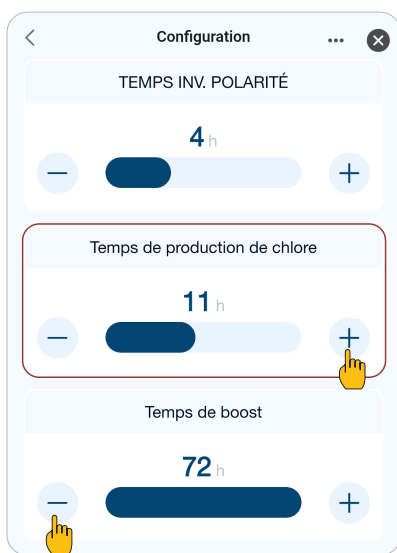 Configuration
TEMPS INV. POLARITÉ
4 h
Temps de production de chlore
11 h
Temps de boost
72 h